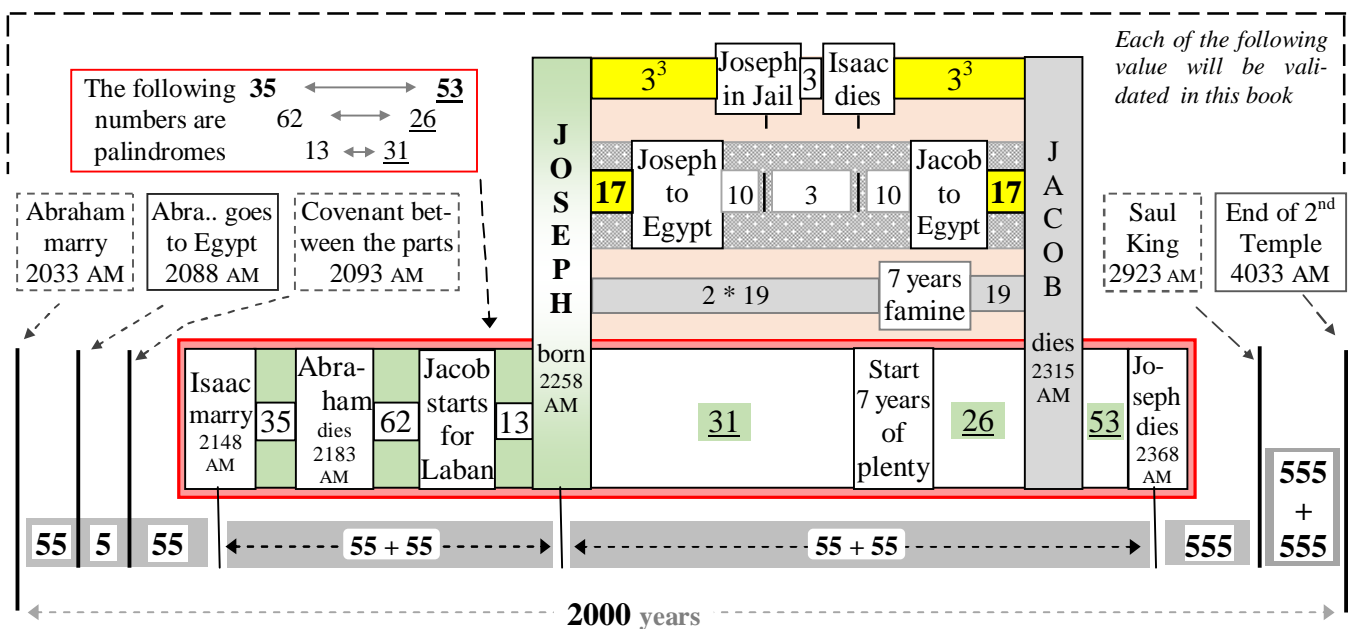 Each of the following
value will be vali-
dated in this book
The following 35 53
numbers are 62 26
palindromes 13 31
3³ Joseph in Jail 3 Isaac dies 3³
17 Joseph to Egypt 10 3 10 Jacob to Egypt 17
2 * 19 7 years famine 19
Abraham
marry
2033 AM
Abra.. goes
to Egypt
2088 AM
Covenant bet-
ween the parts
2093 AM
Saul
King
2923 AM
End of 2nd
Temple
4033 AM
JOSEPH
born
2258
AM
JACOB
dies
2315
AM
Isaac
marry
2148
AM
35
Abra-
ham
dies
2183
AM
62
Jacob
starts
for
Laban
13
31
Start
7 years
of
plenty
26
53
Jo-
seph
dies
2368
AM
55 5 55 55 + 55 55 + 55 555
555
+
555
2000 years